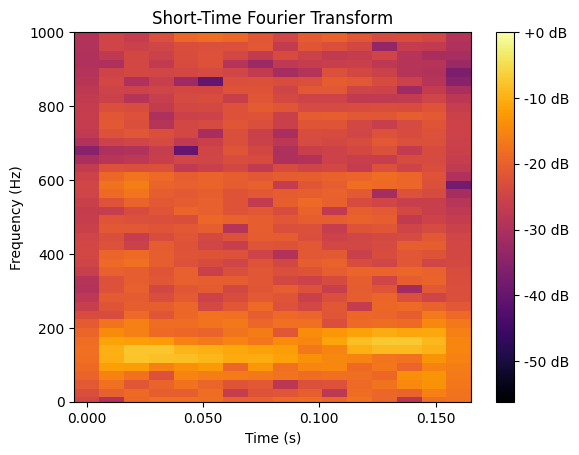 Short-Time Fourier Transform
1000
800
600
400
200
0
Frequency (Hz)
0.000
0.050
0.100
0.150
Time (s)
+0 dB
-10 dB
-20 dB
-30 dB
-40 dB
-50 dB